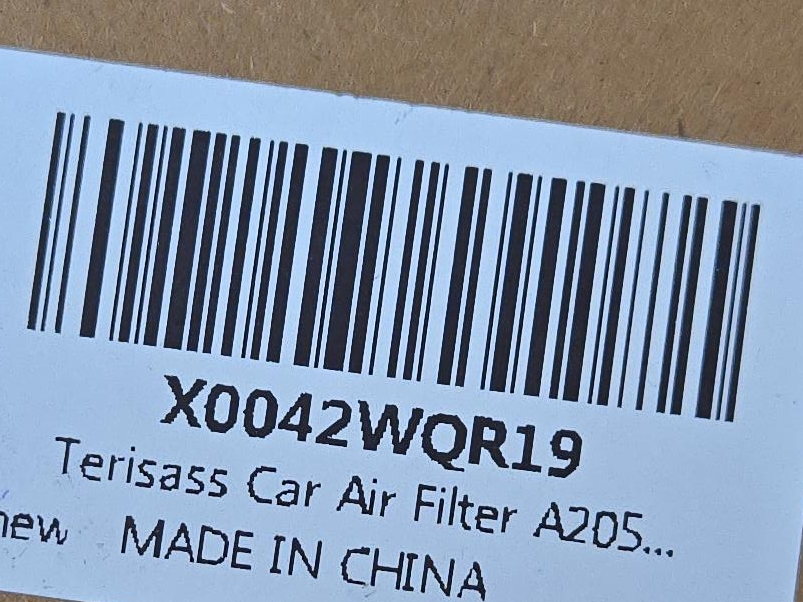 X0042WQR19
Terisass Car Air Filter A205...
new MADE IN CHINA